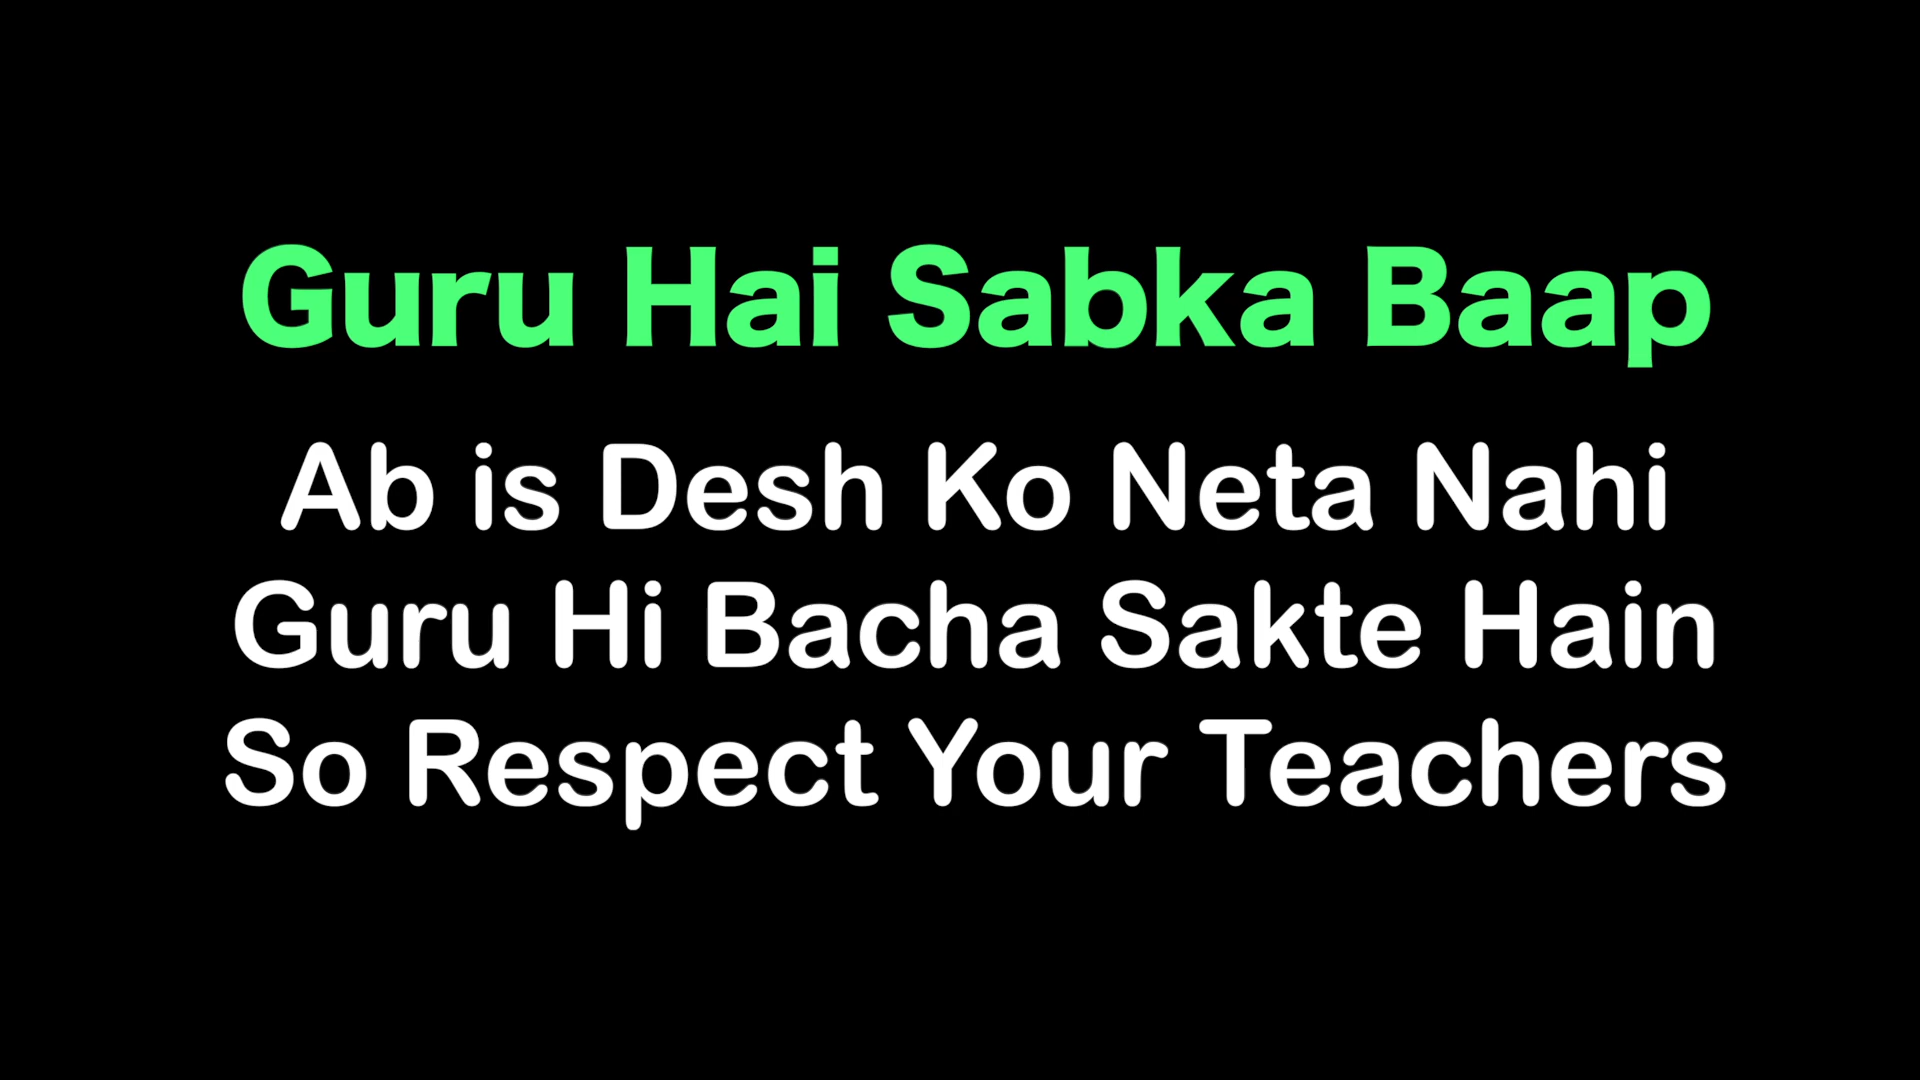 Guru Hai Sabka Baap
Ab is Desh Ko Neta Nahi
Guru Hi Bacha Sakte Hain
So Respect Your Teachers